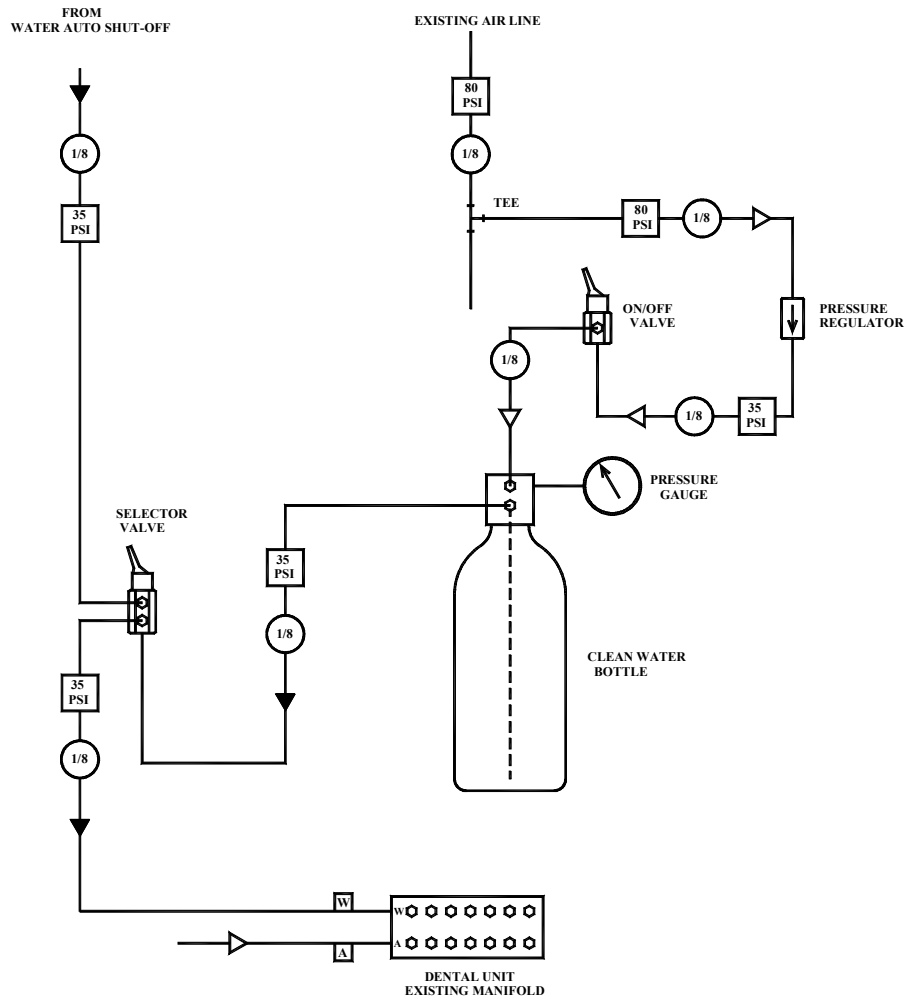 FROM
WATER AUTO SHUT-OFF
EXISTING AIR LINE
80
PSI
1/8
1/8
35
PSI
TEE
80
PSI
1/8
ON/OFF
VALVE
PRESSURE
REGULATOR
1/8
1/8
35
PSI
PRESSURE
GAUGE
SELECTOR
VALVE
35
PSI
1/8
CLEAN WATER
BOTTLE
35
PSI
1/8
W
W
A
A
DENTAL UNIT
EXISTING MANIFOLD